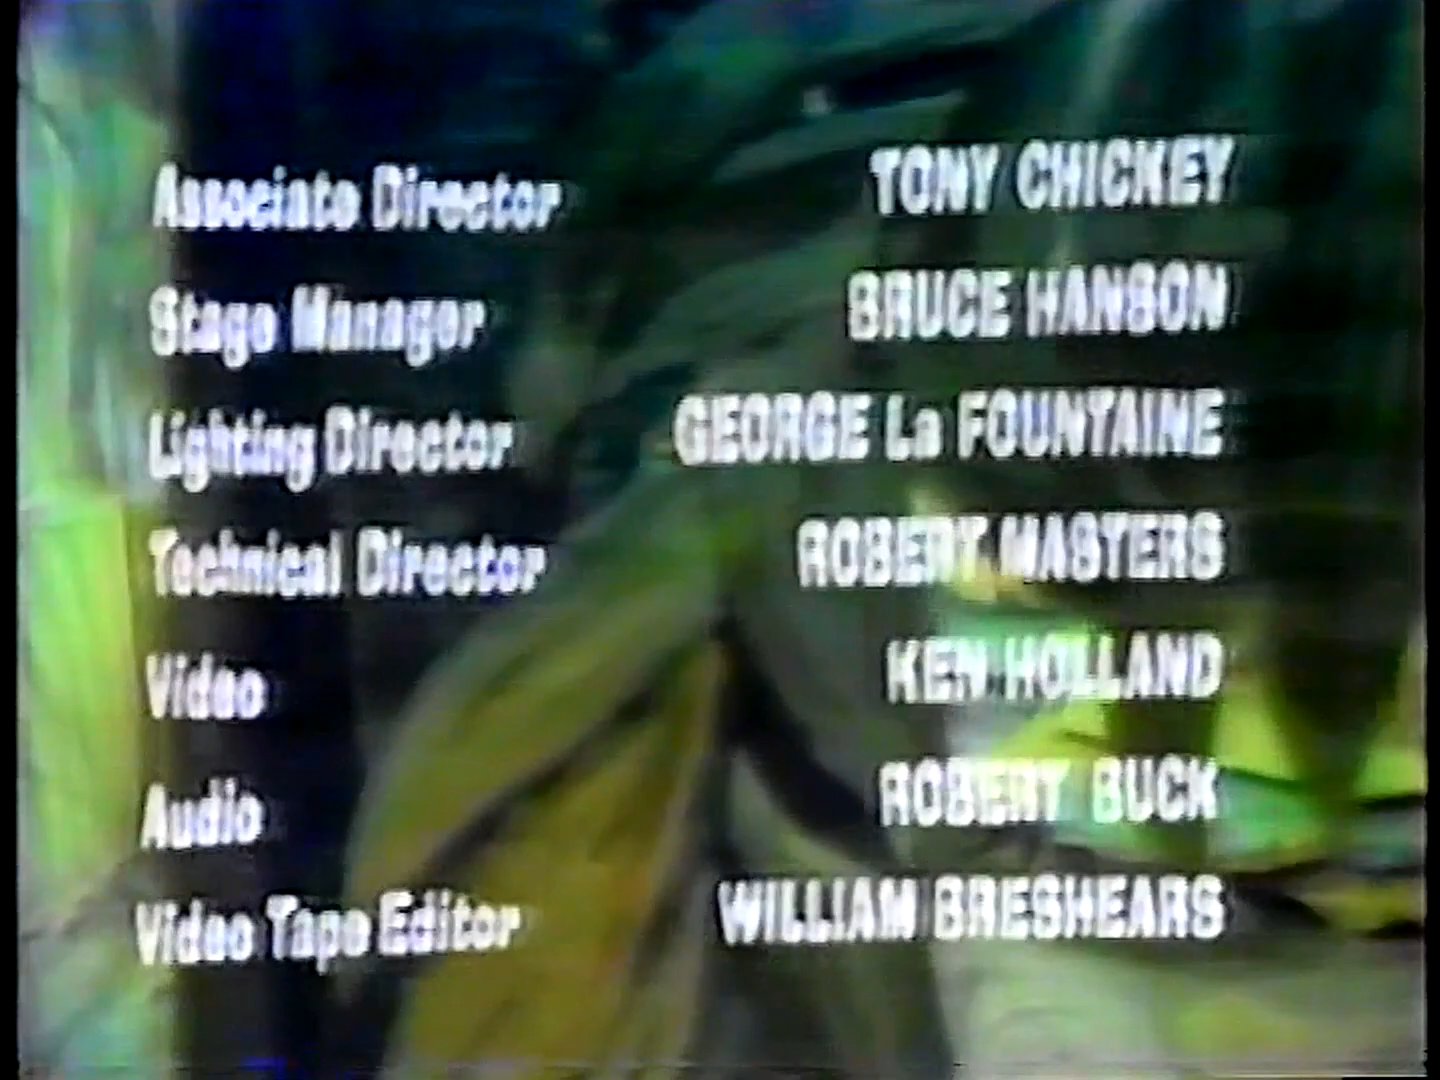 Associate Director TONY CHICKEY
Stage Manager BRUCE HANSON
Lighting Director GEORGE La FOUNTAINE
Technical Director ROBERT MASTERS
Video KEN HOLLAND
Audio ROBERT BUCK
Video Tape Editor WILLIAM BRESHEARS